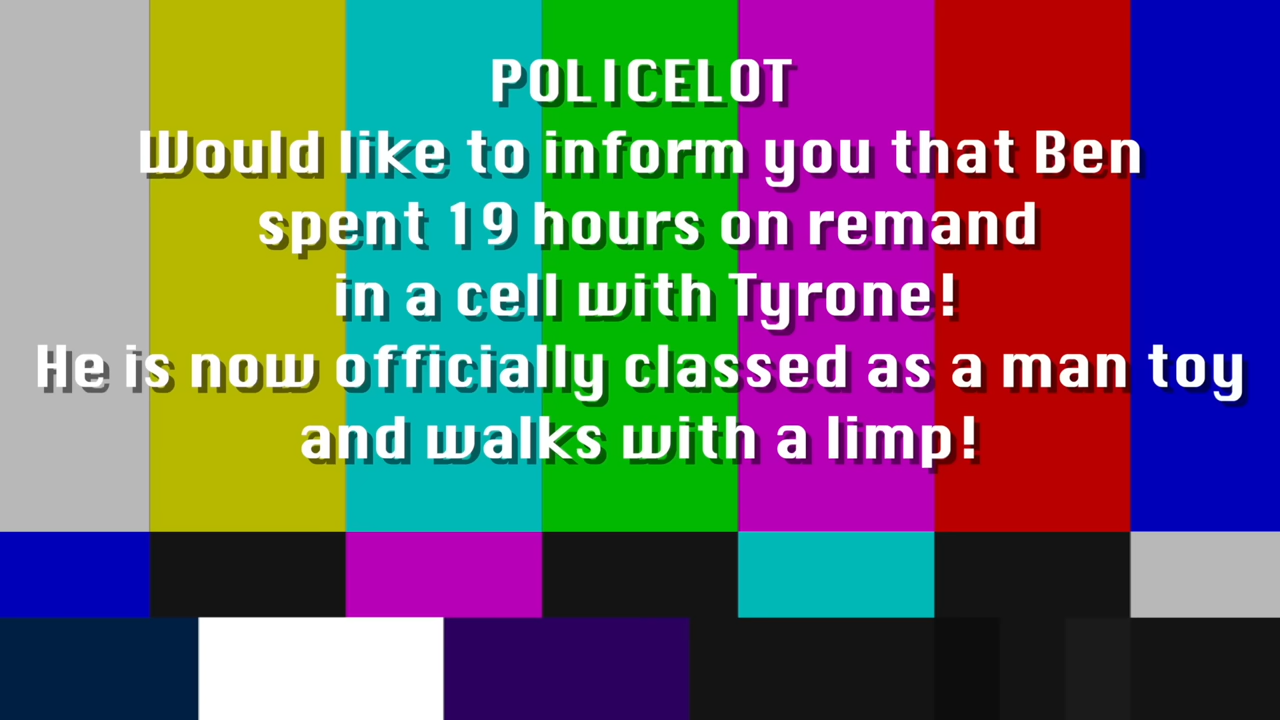 POLICELOT
Would like to inform you that Ben
spent 19 hours on remand
in a cell with Tyrone!
He is now officially classed as a man toy
and walks with a limp!